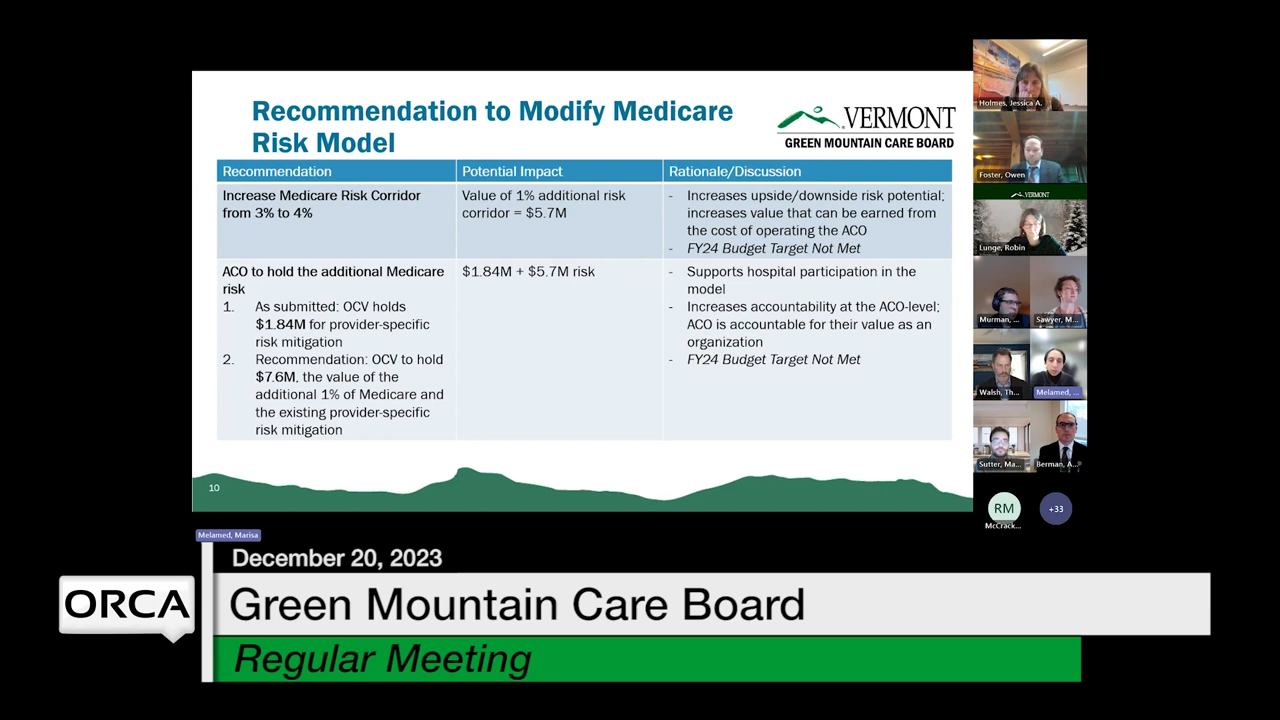 Recommendation to Modify Medicare
Risk Model
VERMONT
GREEN MOUNTAIN CARE BOARD
Recommendation
Potential Impact
Rationale/Discussion
Increase Medicare Risk Corridor
from 3% to 4%
Value of 1% additional risk
corridor = $5.7M
- Increases upside/downside risk potential;
increases value that can be earned from
the cost of operating the ACO
- FY24 Budget Target Not Met
ACO to hold the additional Medicare
risk
1. As submitted: OCV holds
$1.84M for provider-specific
risk mitigation
2. Recommendation: OCV to hold
$7.6M, the value of the
additional 1% of Medicare and
the existing provider-specific
risk mitigation
$1.84M + $5.7M risk
- Supports hospital participation in the
model
- Increases accountability at the ACO-level;
ACO is accountable for their value as an
organization
- FY24 Budget Target Not Met
10
Holmes, Jessica A.
Foster, Owen
VERMONT
Lunge, Robin
Murman, ...
Sawyer, M...
Walsh, Th...
Melamed, ...
Sutter, Ma...
Berman, A...
RM
McCrack...
+33
Melamed, Marisa
December 20, 2023
ORCA
Green Mountain Care Board
Regular Meeting